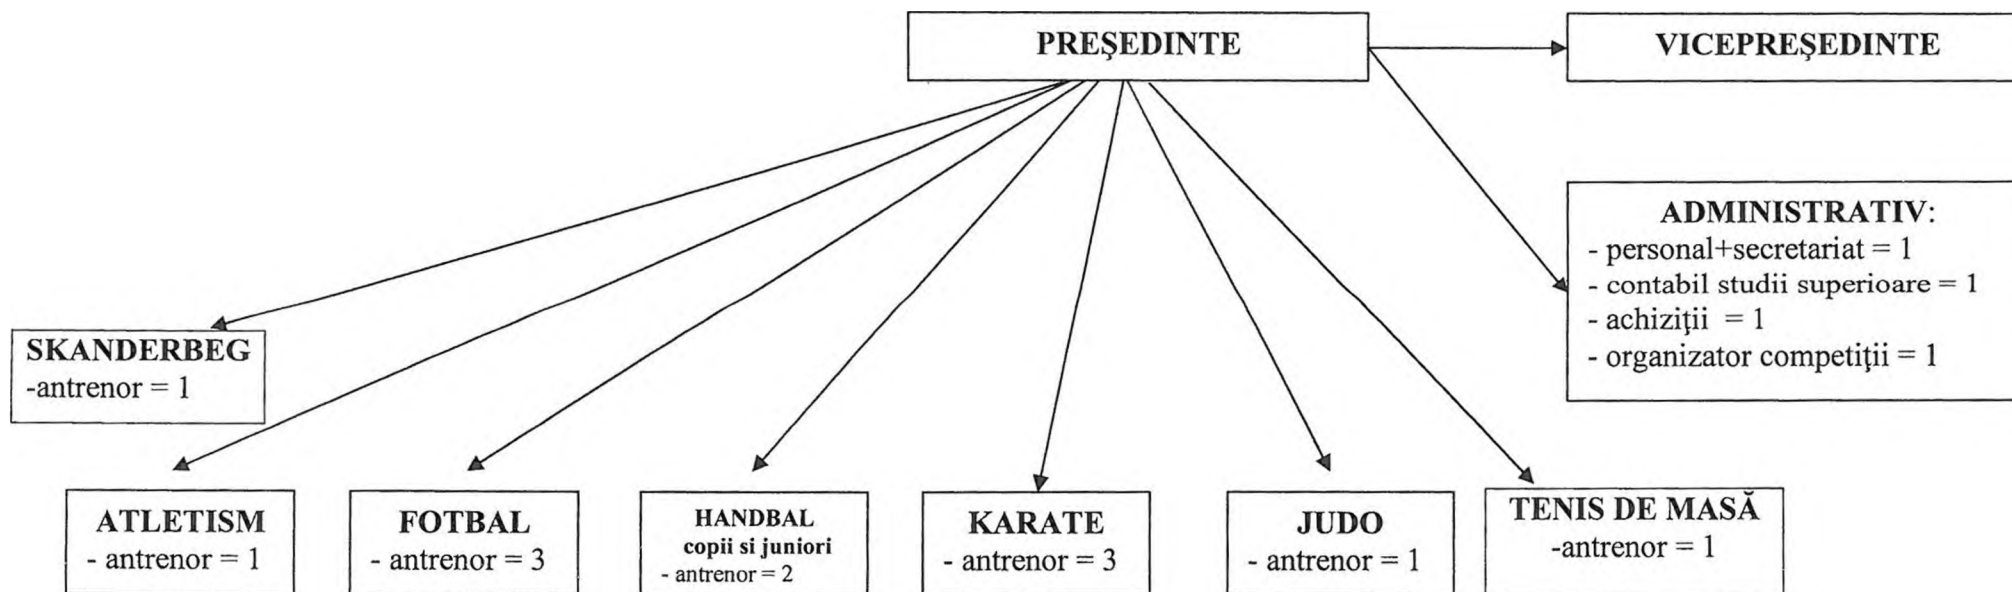 PREŞEDINTE
VICEPREŞEDINTE
ADMINISTRATIV:
- personal+secretariat = 1
- contabil studii superioare = 1
- achiziţii = 1
- organizator competiţii = 1
SKANDERBEG
-antrenor = 1
ATLETISM
- antrenor = 1
FOTBAL
- antrenor = 3
HANDBAL
copii si juniori
- antrenor = 2
KARATE
- antrenor = 3
JUDO
- antrenor = 1
TENIS DE MASĂ
-antrenor = 1